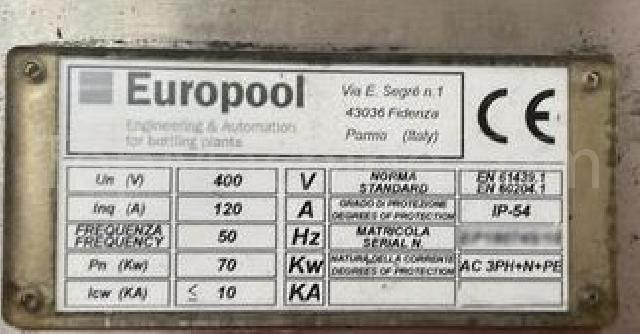 Europool
Engineering & Automation
for bottling plants
Via E. Segrè n.1
43036 Fidenza
Parma (Italy)
CE
Un (V) 400 V NORMA STANDARD EN 61439.1 EN 60204.1
Inq (A) 120 A GRADO DI PROTEZIONE DEGREES OF PROTECTION IP-54
FREQUENZA FREQUENCY 50 Hz MATRICOLA SERIAL N.
Pn (Kw) 70 Kw NATURA DELLA CORRENTE DEGREES OF PROTECTION AC 3PH+N+PE
Icw (KA) ≤ 10 KA